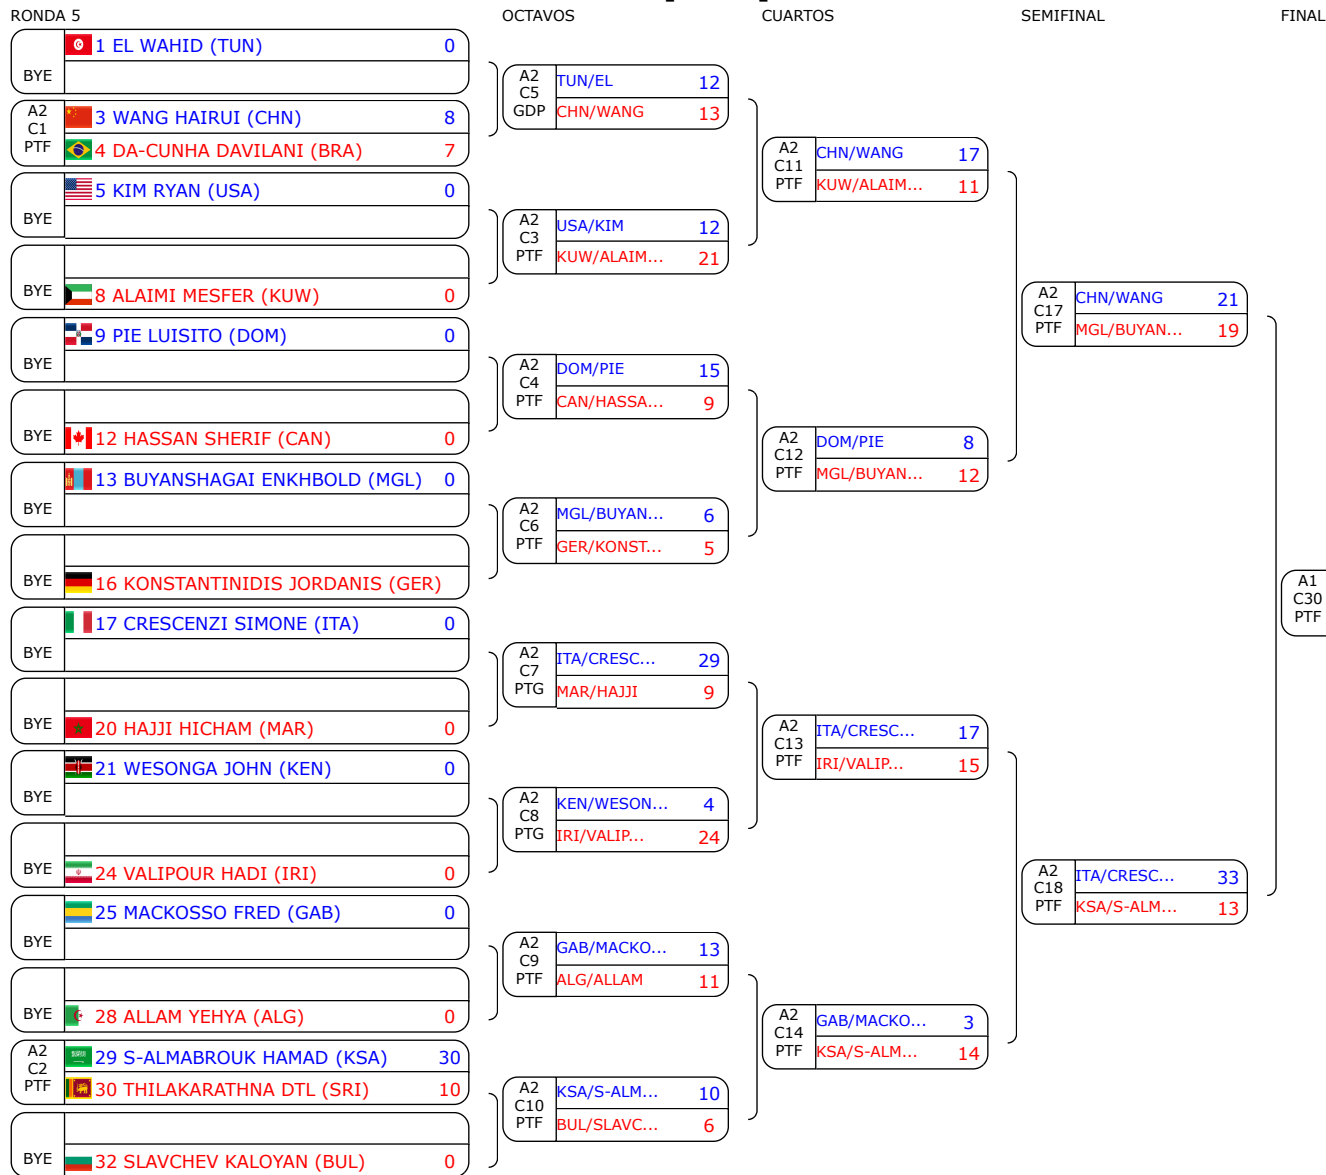 RONDA 5
OCTAVOS
CUARTOS
SEMIFINAL
FINAL
BYE
1 EL WAHID (TUN) 0
A2
C1
PTF
3 WANG HAIRUI (CHN) 8
4 DA-CUNHA DAVILANI (BRA) 7
BYE
5 KIM RYAN (USA) 0
BYE
8 ALAIMI MESFER (KUW) 0
BYE
9 PIE LUISITO (DOM) 0
BYE
12 HASSAN SHERIF (CAN) 0
BYE
13 BUYANSHAGAI ENKHBOLD (MGL) 0
BYE
16 KONSTANTINIDIS JORDANIS (GER)
BYE
17 CRESCENZI SIMONE (ITA) 0
BYE
20 HAJJI HICHAM (MAR) 0
BYE
21 WESONGA JOHN (KEN) 0
BYE
24 VALIPOUR HADI (IRI) 0
BYE
25 MACKOSSO FRED (GAB) 0
BYE
28 ALLAM YEHYA (ALG) 0
A2
C2
PTF
29 S-ALMABROUK HAMAD (KSA) 30
30 THILAKARATHNA DTL (SRI) 10
BYE
32 SLAVCHEV KALOYAN (BUL) 0
A2
C5
GDP
TUN/EL 12
CHN/WANG 13
A2
C3
PTF
USA/KIM 12
KUW/ALAIM... 21
A2
C4
PTF
DOM/PIE 15
CAN/HASSA... 9
A2
C6
PTF
MGL/BUYAN... 6
GER/KONST... 5
A2
C7
PTG
ITA/CRESC... 29
MAR/HAJJI 9
A2
C8
PTG
KEN/WESON... 4
IRI/VALIP... 24
A2
C9
PTF
GAB/MACKO... 13
ALG/ALLAM 11
A2
C10
PTF
KSA/S-ALM... 10
BUL/SLAVC... 6
A2
C11
PTF
CHN/WANG 17
KUW/ALAIM... 11
A2
C12
PTF
DOM/PIE 8
MGL/BUYAN... 12
A2
C13
PTF
ITA/CRESC... 17
IRI/VALIP... 15
A2
C14
PTF
GAB/MACKO... 3
KSA/S-ALM... 14
A2
C17
PTF
CHN/WANG 21
MGL/BUYAN... 19
A2
C18
PTF
ITA/CRESC... 33
KSA/S-ALM... 13
A1
C30
PTF